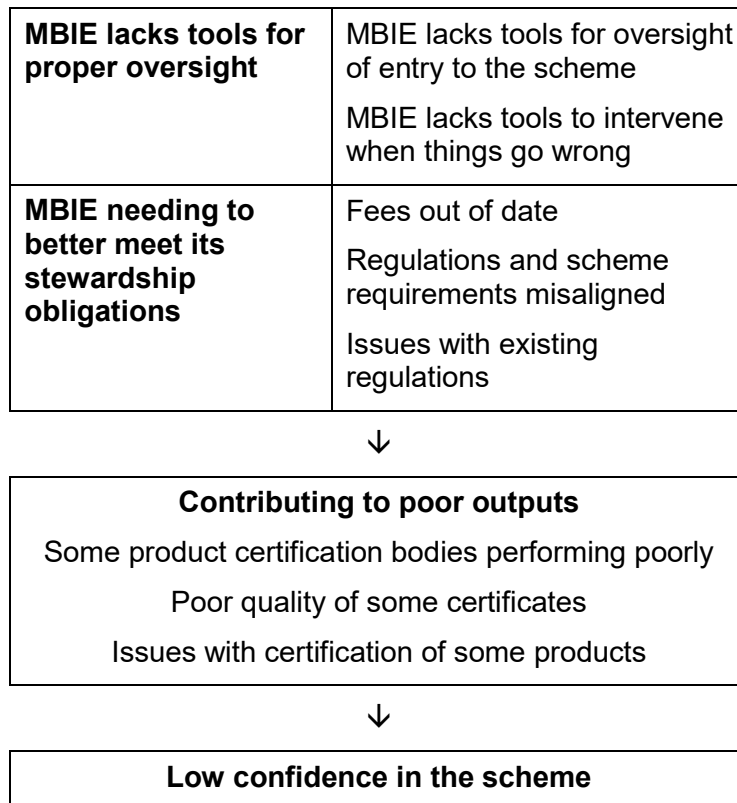 MBIE lacks tools for
proper oversight
MBIE lacks tools for oversight
of entry to the scheme
MBIE lacks tools to intervene
when things go wrong
MBIE needing to
better meet its
stewardship
obligations
Fees out of date
Regulations and scheme
requirements misaligned
Issues with existing
regulations
↓
Contributing to poor outputs
Some product certification bodies performing poorly
Poor quality of some certificates
Issues with certification of some products
↓
Low confidence in the scheme